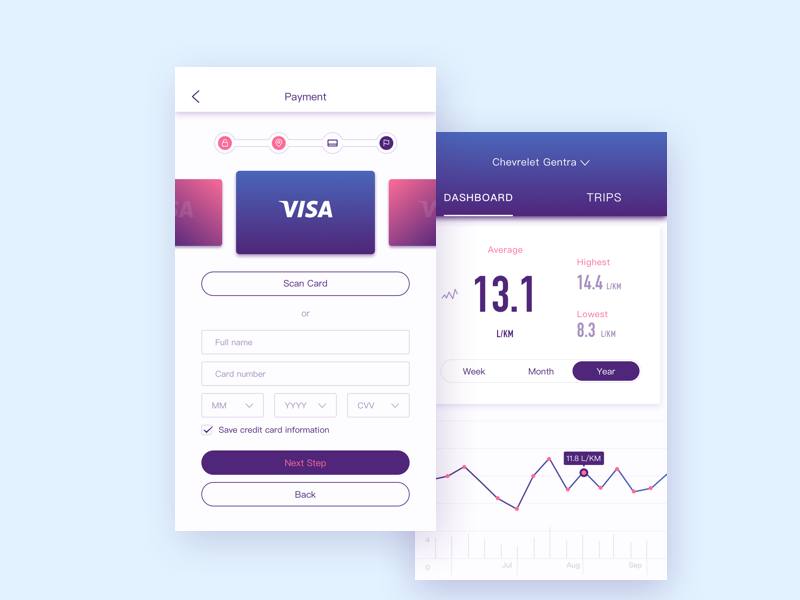 Payment
VISA
Scan Card
or
Full name
Card number
MM
YYYY
CVV
Save credit card information
Next Step
Back
Chevrelet Gentra
DASHBOARD
TRIPS
Average
13.1
L/KM
Highest
14.4 L/KM
Lowest
8.3 L/KM
Week
Month
Year
11.8 L/KM
4
0
Jul
Aug
Sep